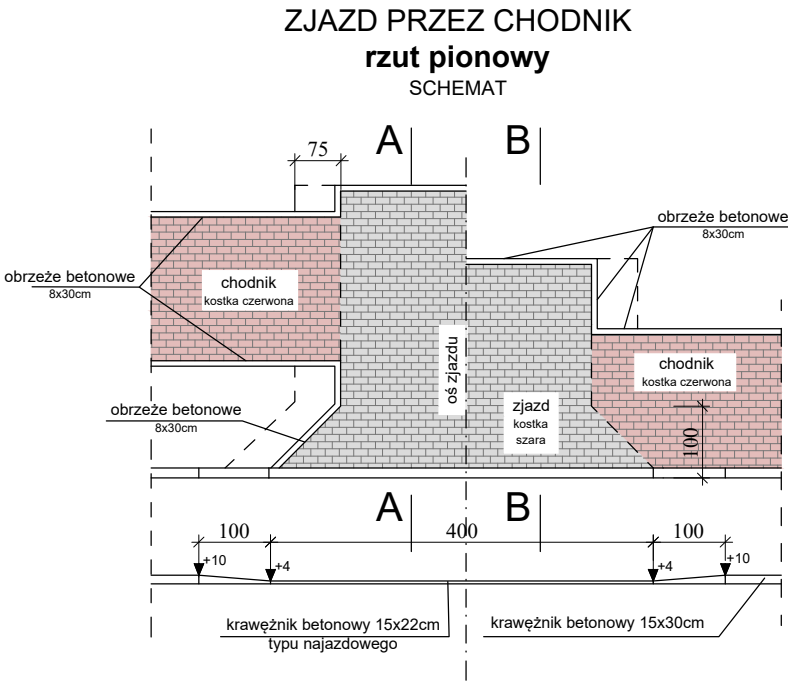 ZJAZD PRZEZ CHODNIK
rzut pionowy
SCHEMAT
A
B
75
obrzeże betonowe
8x30cm
obrzeże betonowe
8x30cm
chodnik
kostka czerwona
oś zjazdu
chodnik
kostka czerwona
obrzeże betonowe
8x30cm
zjazd
kostka
szara
100
A
B
100
400
100
+10
+4
+4
+10
krawężnik betonowy 15x22cm
typu najazdowego
krawężnik betonowy 15x30cm